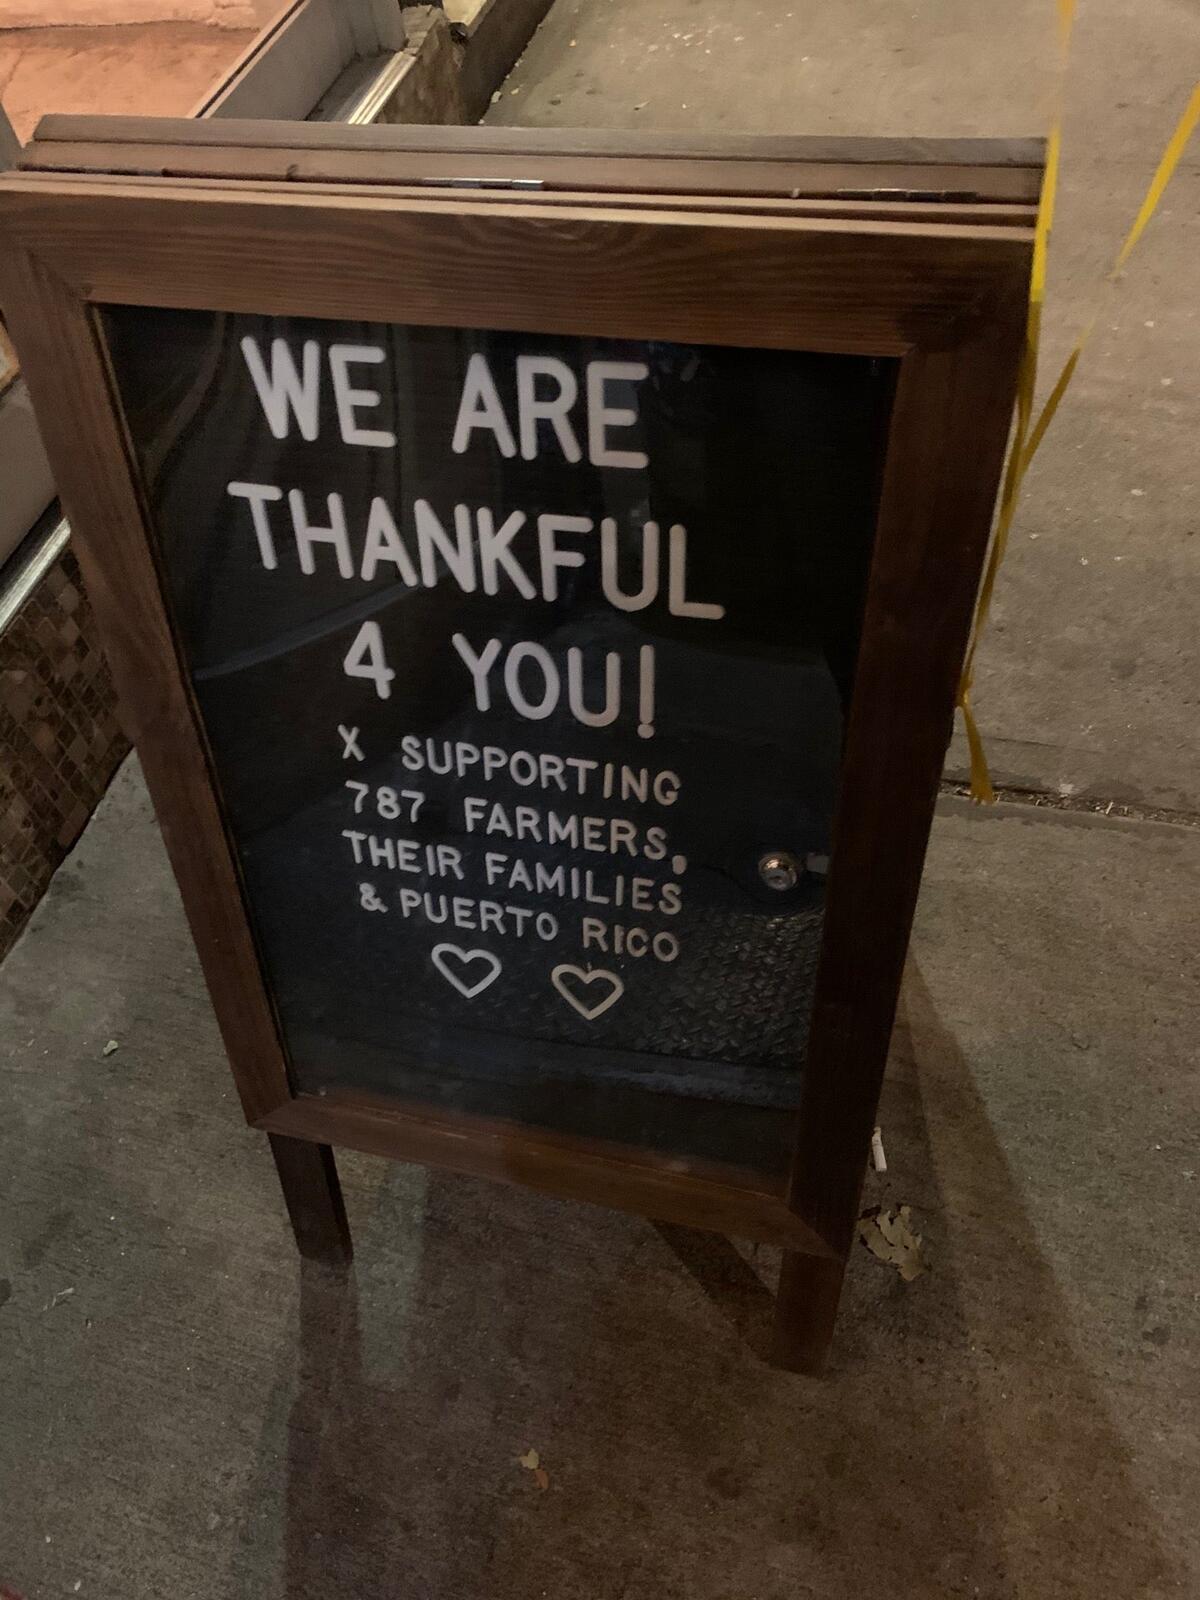 WE ARE
THANKFUL
4 YOU!
X SUPPORTING
787 FARMERS,
THEIR FAMILIES
& PUERTO RICO